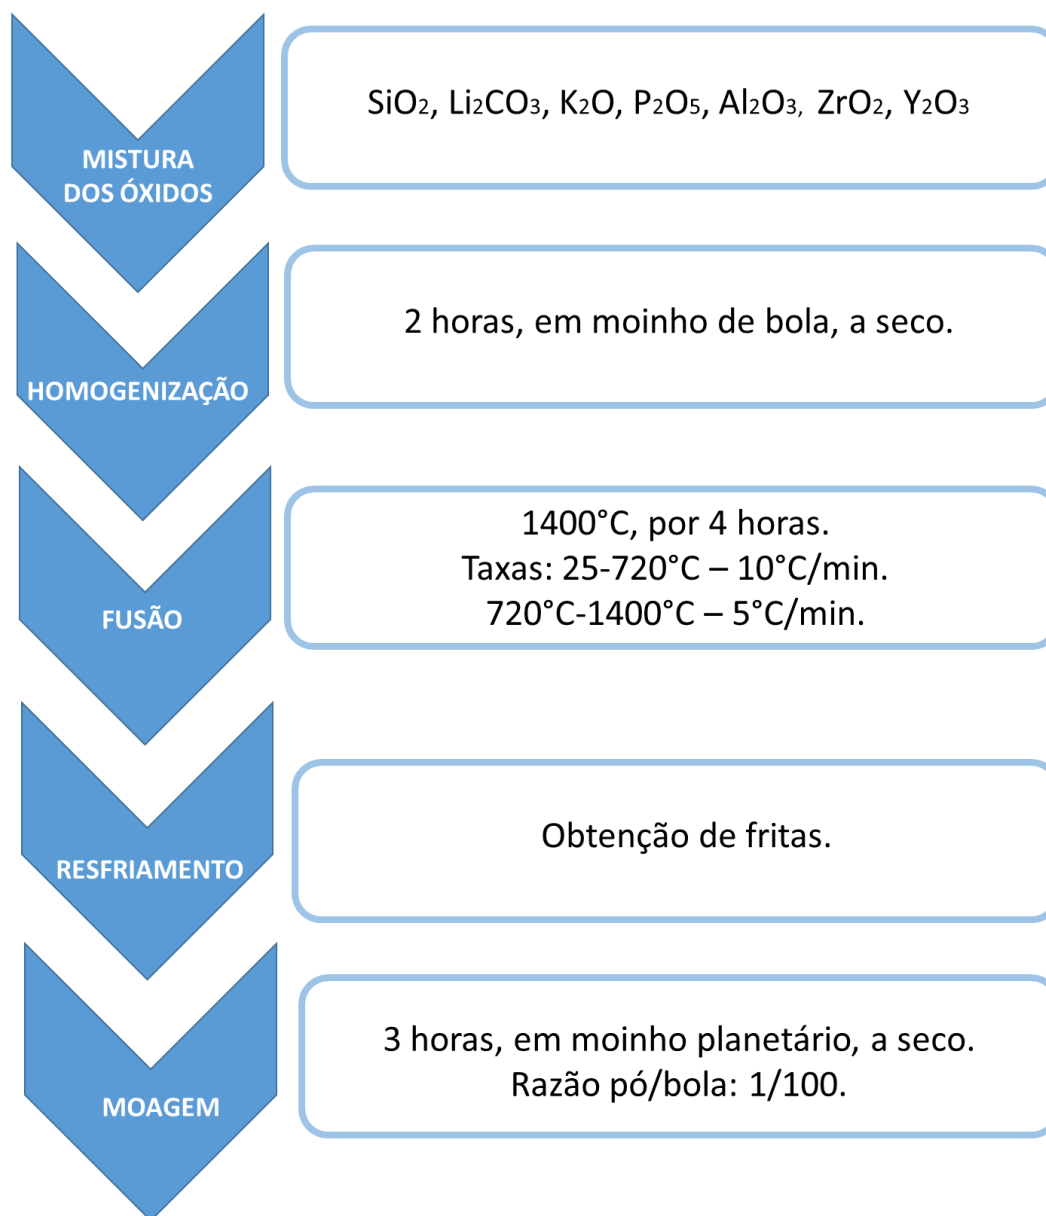 MISTURA
DOS ÓXIDOS
SiO₂, Li₂CO₃, K₂O, P₂O₅, Al₂O₃, ZrO₂, Y₂O₃
HOMOGENIZAÇÃO
2 horas, em moinho de bola, a seco.
FUSÃO
1400°C, por 4 horas.
Taxas: 25-720°C – 10°C/min.
720°C-1400°C – 5°C/min.
RESFRIAMENTO
Obtenção de fritas.
MOAGEM
3 horas, em moinho planetário, a seco.
Razão pó/bola: 1/100.